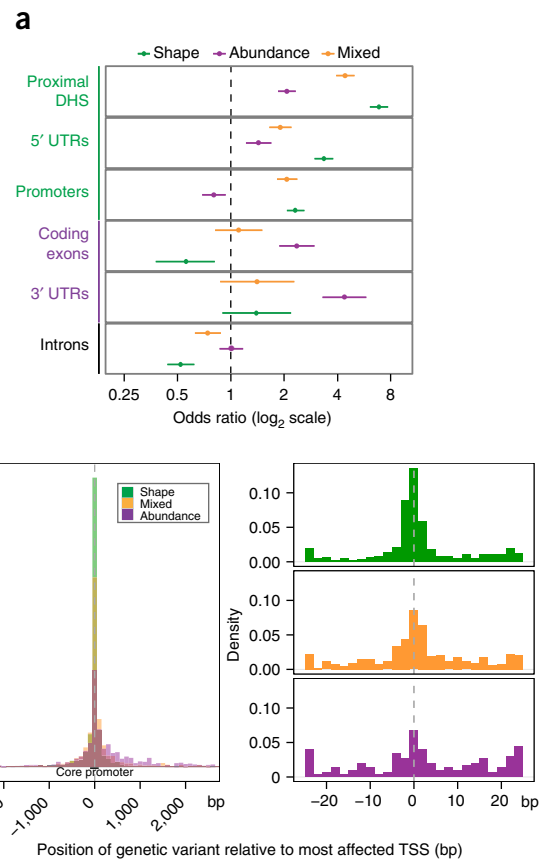 a
Shape Abundance Mixed
Proximal
DHS
5′ UTRs
Promoters
Coding
exons
3′ UTRs
Introns
0.25 0.5 1 2 4 8
Odds ratio (log2 scale)
Shape
Mixed
Abundance
Core promoter
-1,000 0 1,000 2,000 bp
Density
0.10
0.05
0.00
0.10
0.05
0.00
0.10
0.05
0
−20 −10 0 10 20 bp
Position of genetic variant relative to most affected TSS (bp)